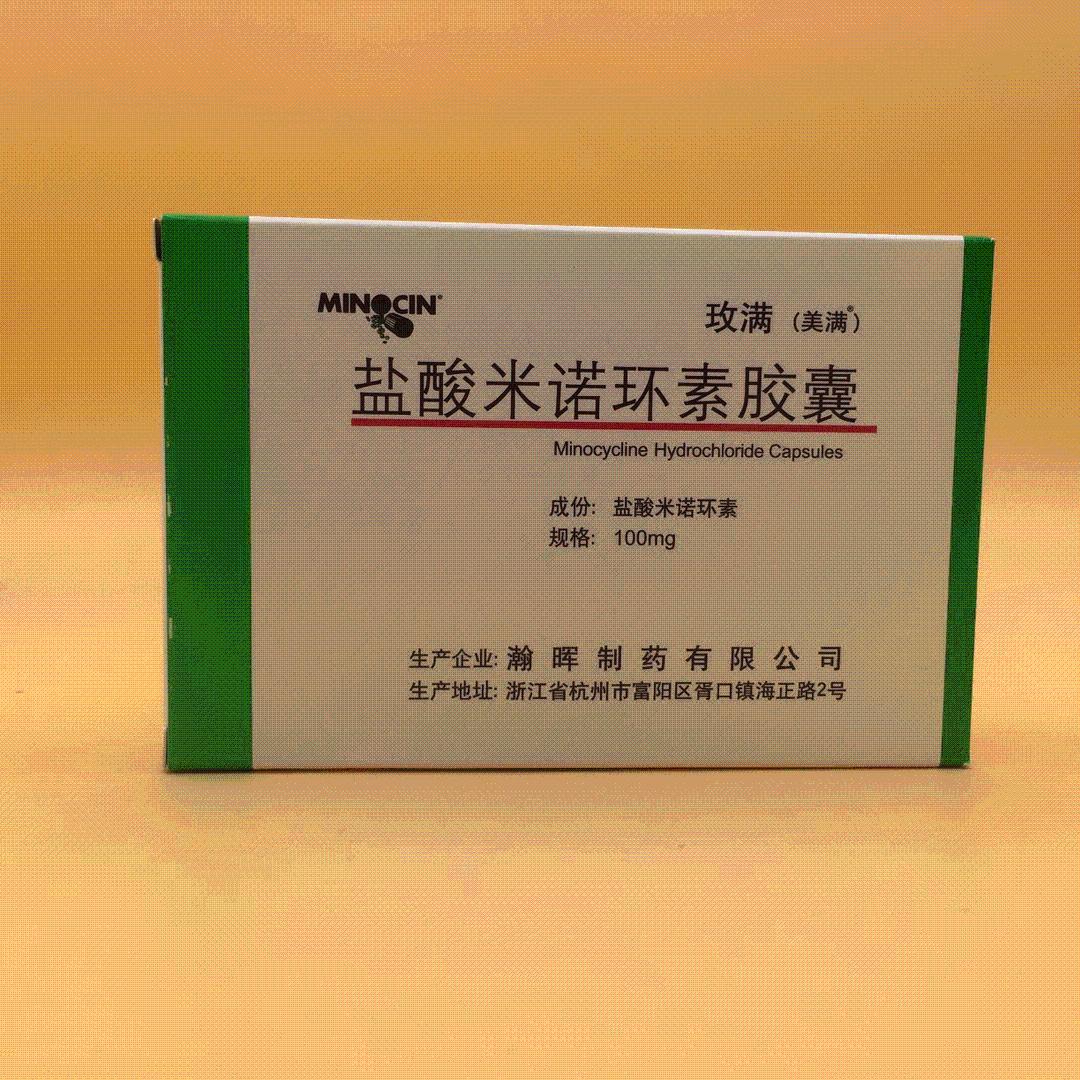 MINOCIN®
玫满（美满®）
盐酸米诺环素胶囊
Minocycline Hydrochloride Capsules
成份: 盐酸米诺环素
规格: 100mg
生产企业: 瀚晖制药有限公司
生产地址: 浙江省杭州市富阳区胥口镇海正路2号